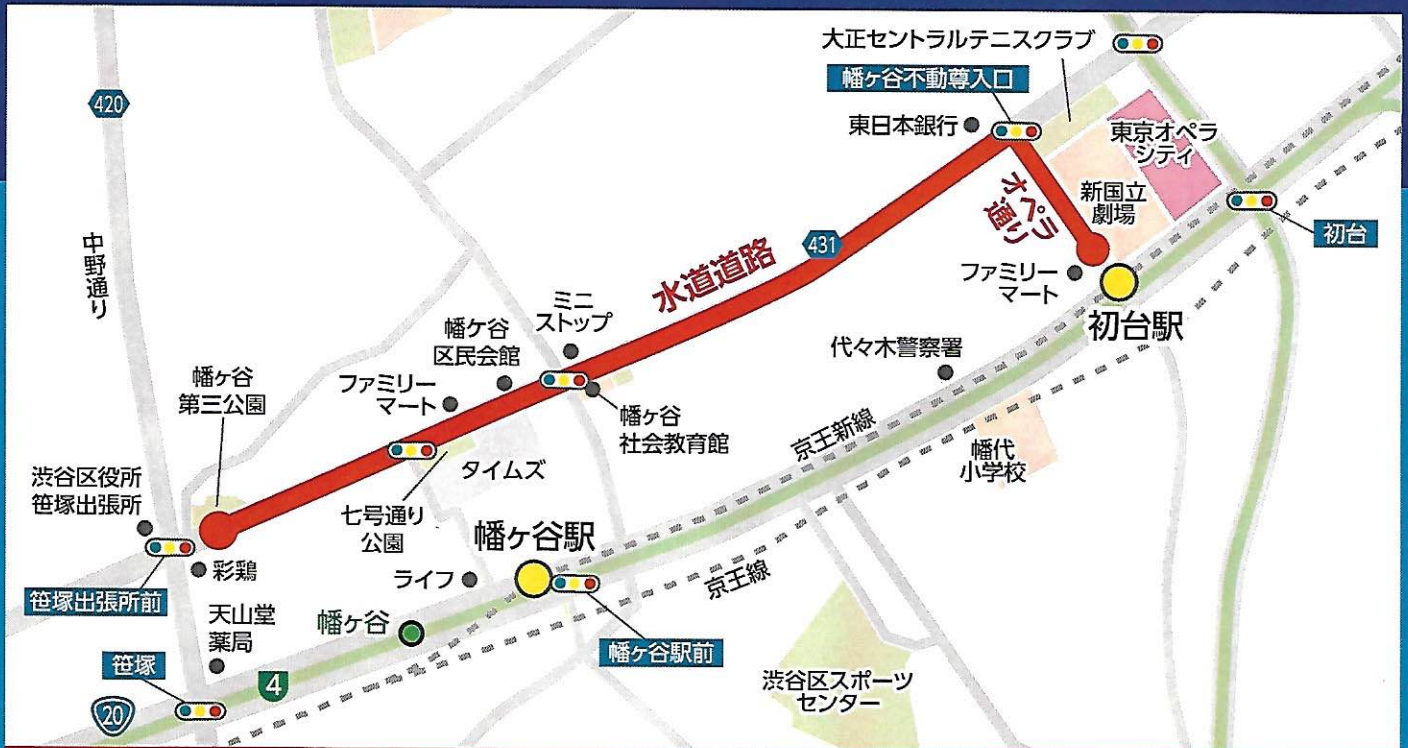 大正セントラルテニスクラブ
幡ヶ谷不動尊入口
420
東日本銀行
東京オペラ
シティ
オペラ
通り
新国立
劇場
初台
中野通り
431
水道道路
ファミリー
マート
初台駅
ミニ
ストップ
幡ケ谷
区民会館
代々木警察署
幡ヶ谷
第三公園
ファミリー
マート
幡ケ谷
社会教育館
京王新線
幡代
小学校
渋谷区役所
笹塚出張所
タイムズ
七号通り
公園
幡ヶ谷駅
ライフ
京王線
彩鶏
笹塚出張所前
天山堂
薬局
幡ヶ谷
幡ヶ谷駅前
笹塚
4
20
渋谷区スポーツ
センター